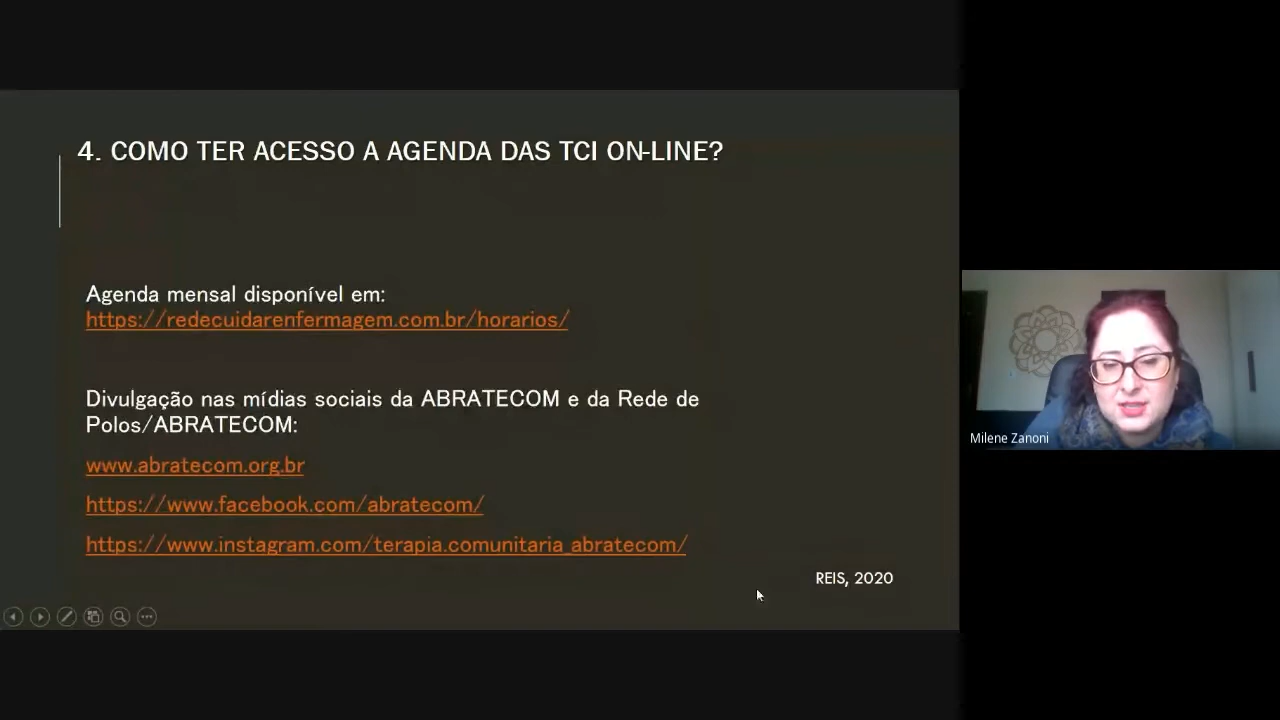 4. COMO TER ACESSO A AGENDA DAS TCI ON-LINE?
Agenda mensal disponível em:
https://redecuidarenfermagem.com.br/horarios/
Divulgação nas mídias sociais da ABRATECOM e da Rede de
Polos/ABRATECOM:
www.abratecom.org.br
https://www.facebook.com/abratecom/
https://www.instagram.com/terapia.comunitaria_abratecom/
REIS, 2020
Milene Zanoni